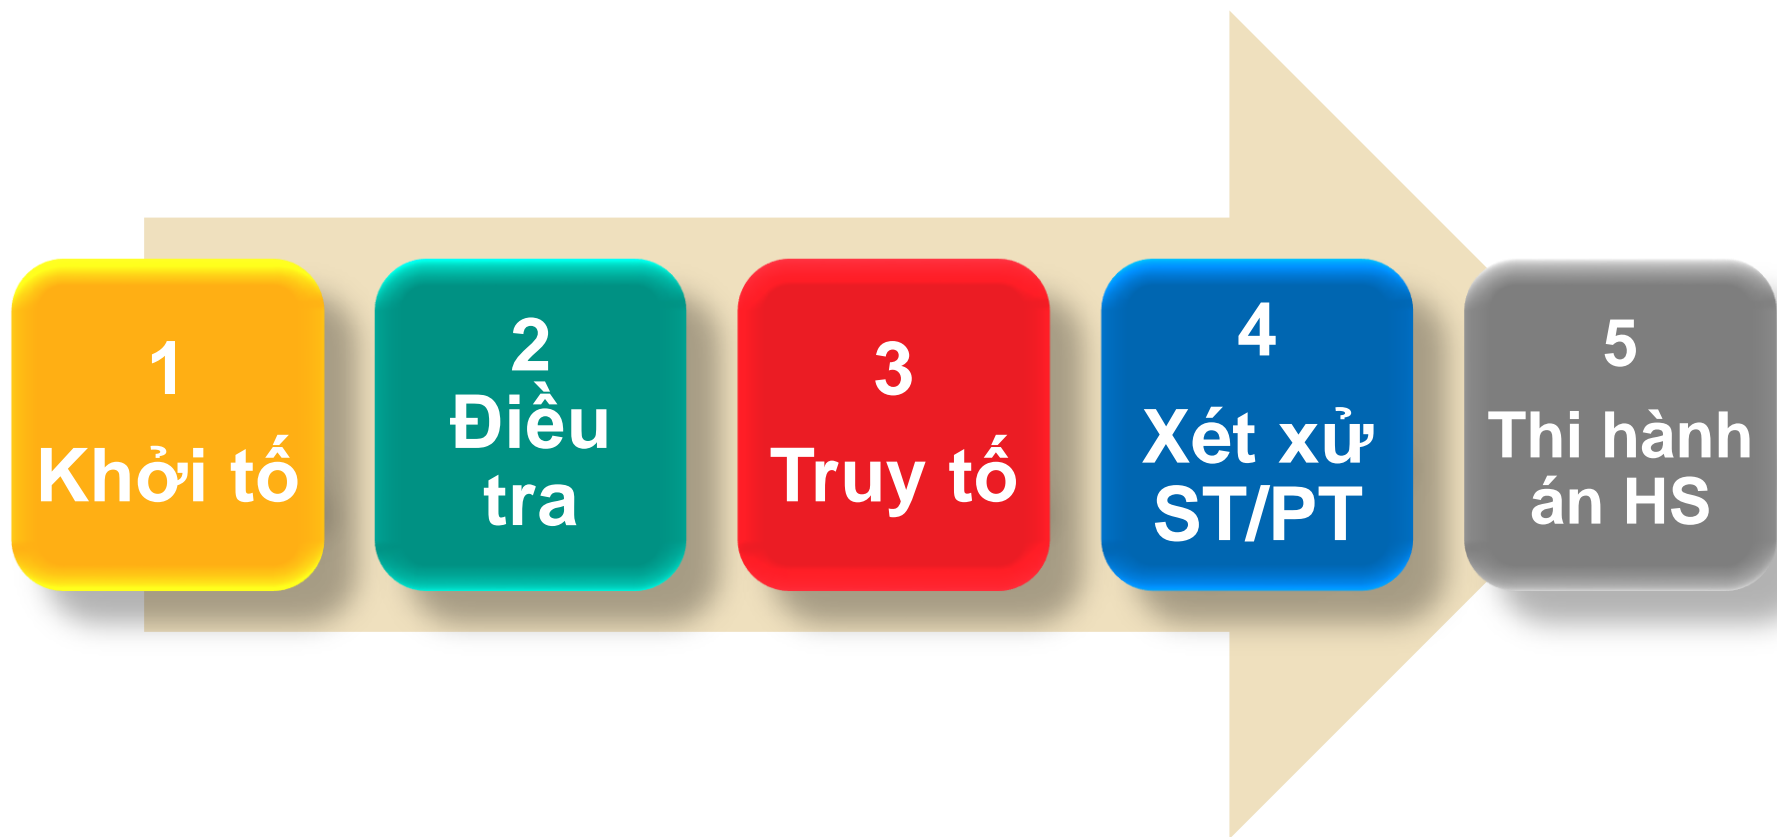 1
Khởi tố
2
Điều
tra
3
Truy tố
4
Xét xử
ST/PT
5
Thi hành
án HS